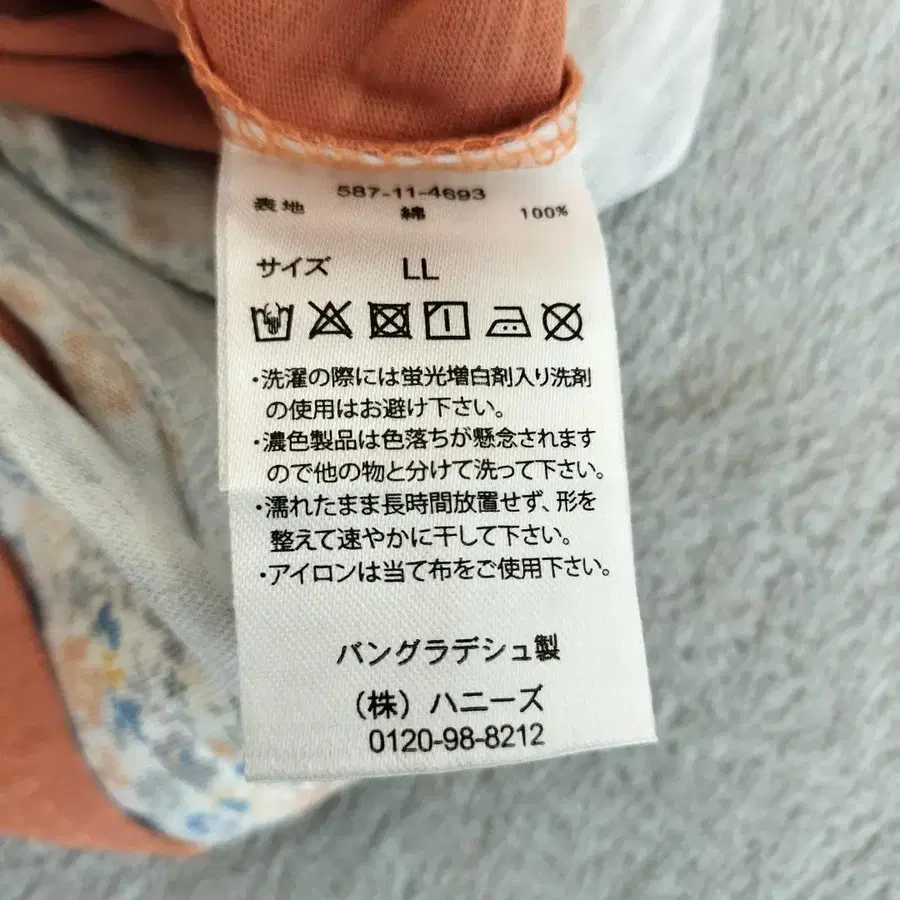 587-11-4693
表地 綿 100%
サイズ LL
・洗濯の際には蛍光増白剤入り洗剤
の使用はお避け下さい。
・濃色製品は色落ちが懸念されます
ので他の物と分けて洗って下さい。
・濡れたまま長時間放置せず、形を
整えて速やかに干して下さい。
・アイロンは当て布をご使用下さい。
バングラデシュ製
（株）ハニーズ
0120-98-8212